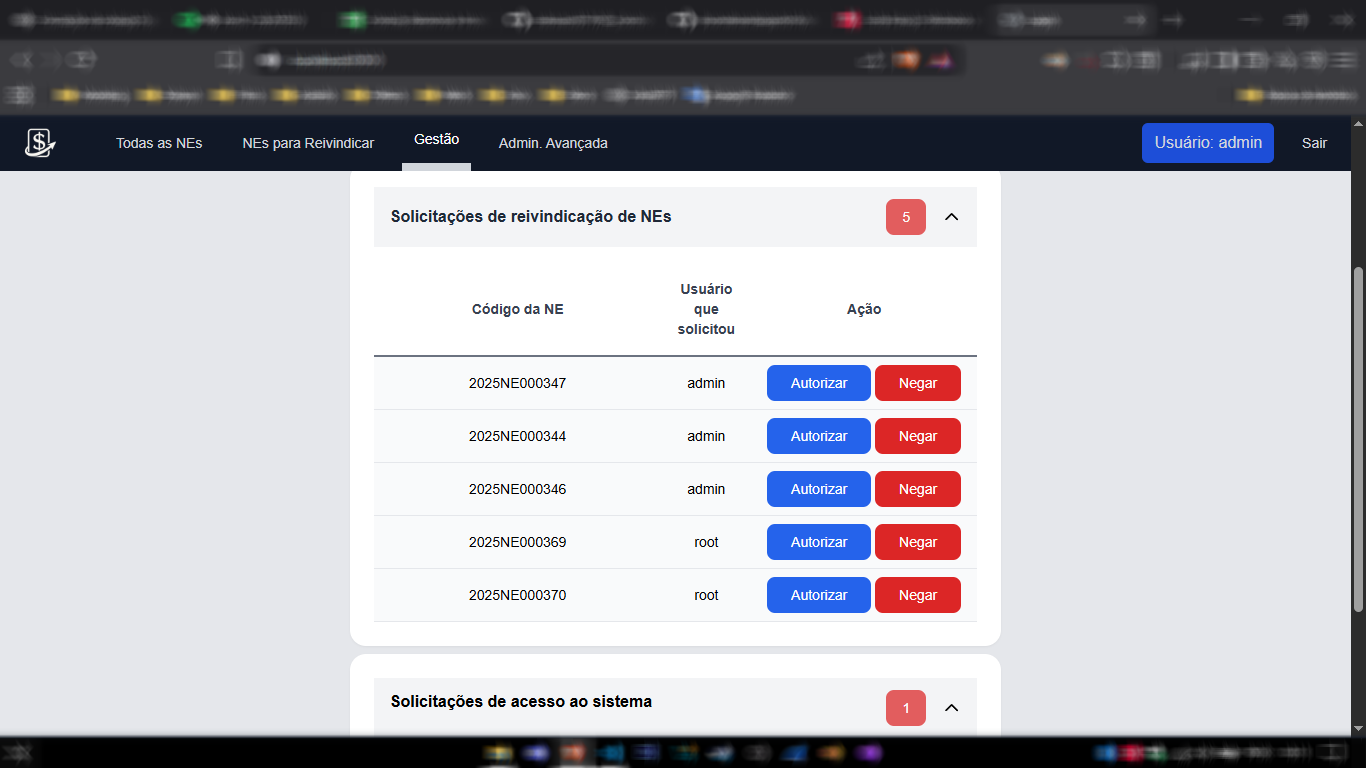 Todas as NEs NEs para Reivindicar Gestão Admin. Avançada Usuário: admin Sair
Solicitações de reivindicação de NEs 5
Código da NE Usuário que solicitou Ação
2025NE000347 admin Autorizar Negar
2025NE000344 admin Autorizar Negar
2025NE000346 admin Autorizar Negar
2025NE000369 root Autorizar Negar
2025NE000370 root Autorizar Negar
Solicitações de acesso ao sistema 1